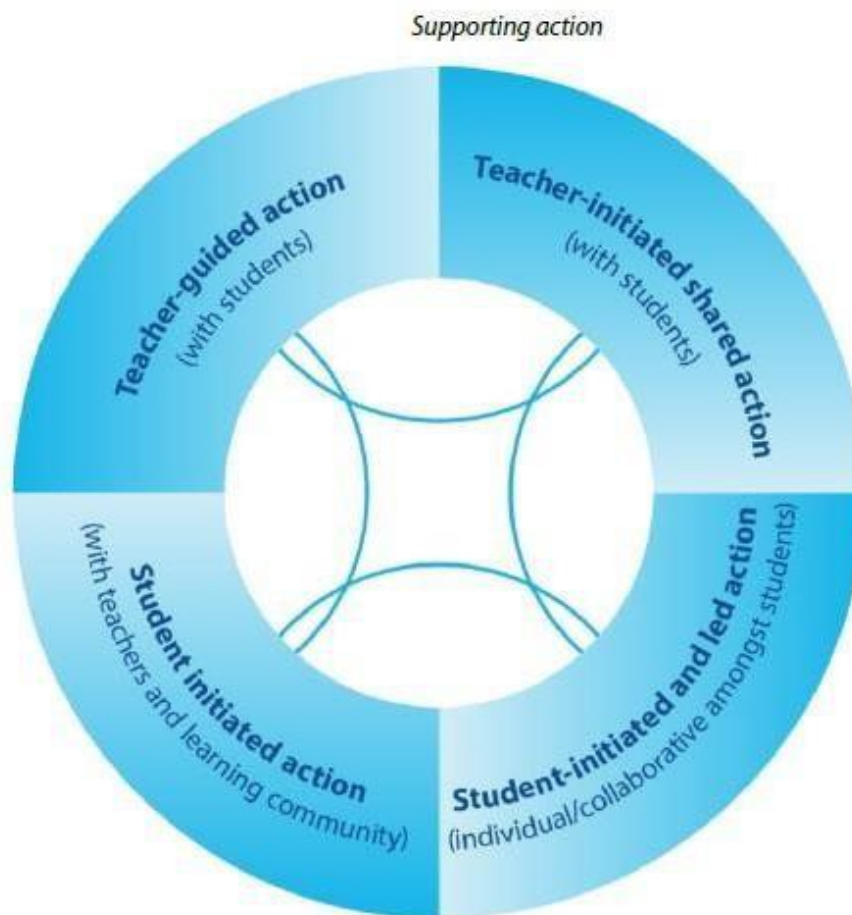 Supporting action
Teacher-guided action
(with students)
Teacher-initiated shared action
(with students)
Student initiated action
(with teachers and learning community)
Student-initiated and led action
(individual/collaborative amongst students)